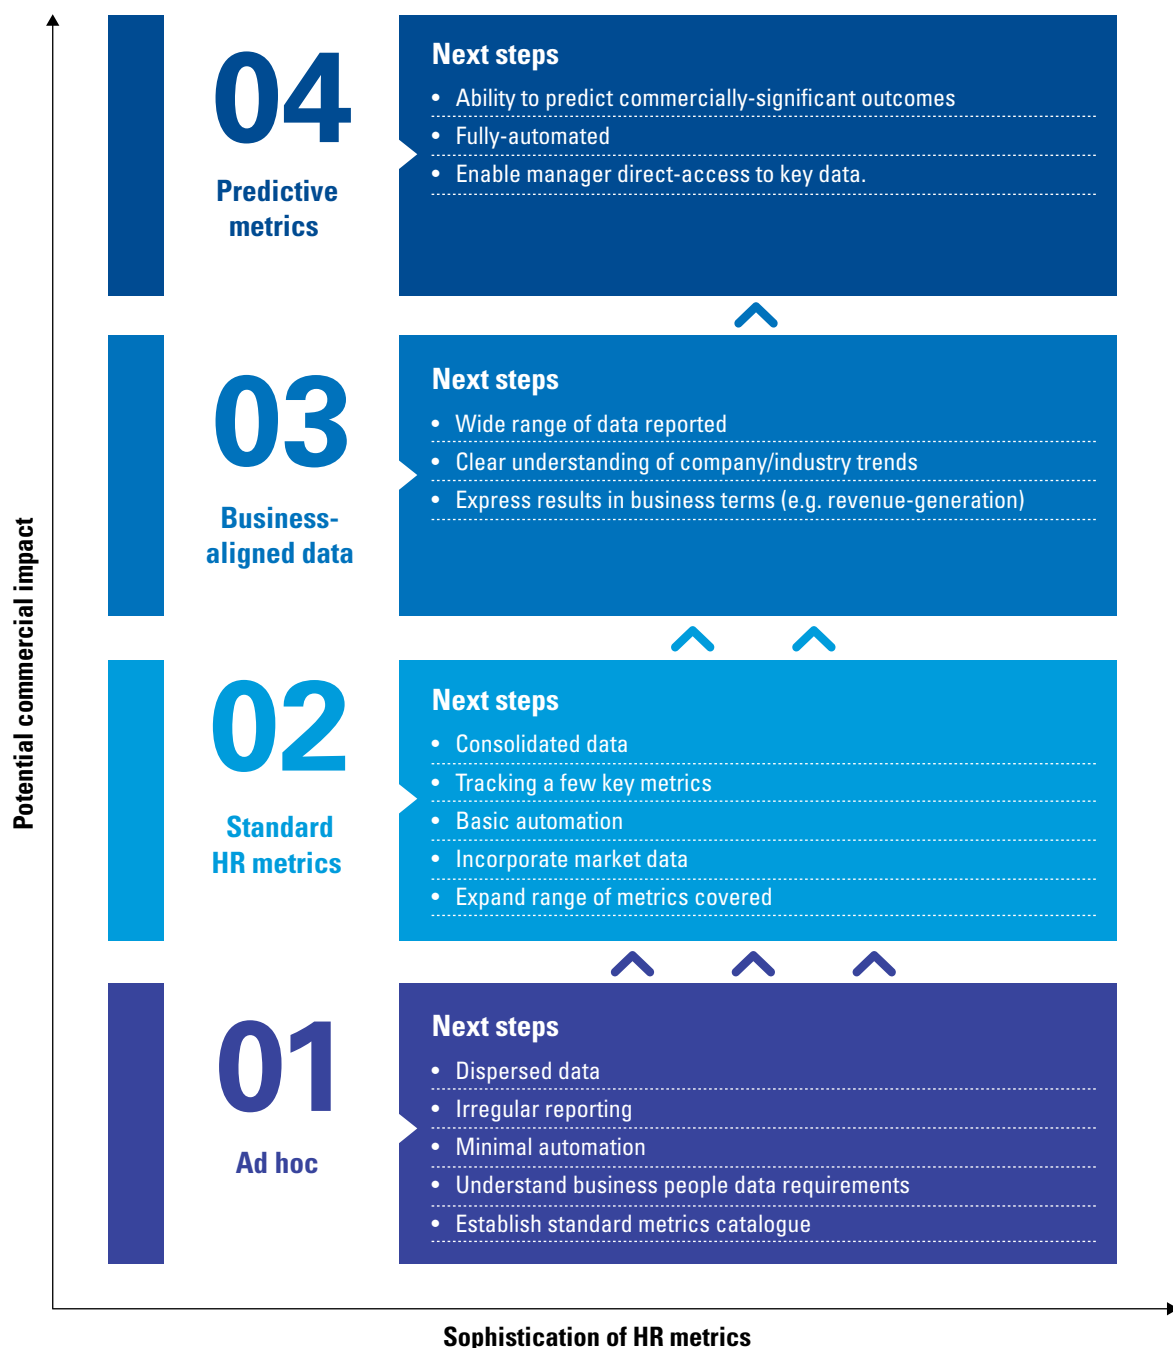 04
Predictive
metrics
Next steps
• Ability to predict commercially-significant outcomes
• Fully-automated
• Enable manager direct-access to key data.
03
Business-
aligned data
Next steps
• Wide range of data reported
• Clear understanding of company/industry trends
• Express results in business terms (e.g. revenue-generation)
02
Standard
HR metrics
Next steps
• Consolidated data
• Tracking a few key metrics
• Basic automation
• Incorporate market data
• Expand range of metrics covered
01
Ad hoc
Next steps
• Dispersed data
• Irregular reporting
• Minimal automation
• Understand business people data requirements
• Establish standard metrics catalogue
Potential commercial impact
Sophistication of HR metrics